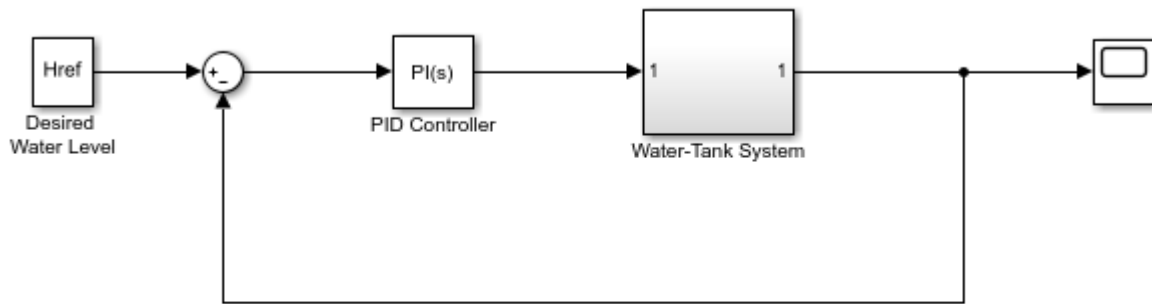 Href
Desired
Water Level
+
−
PI(s)
PID Controller
1
1
Water-Tank System